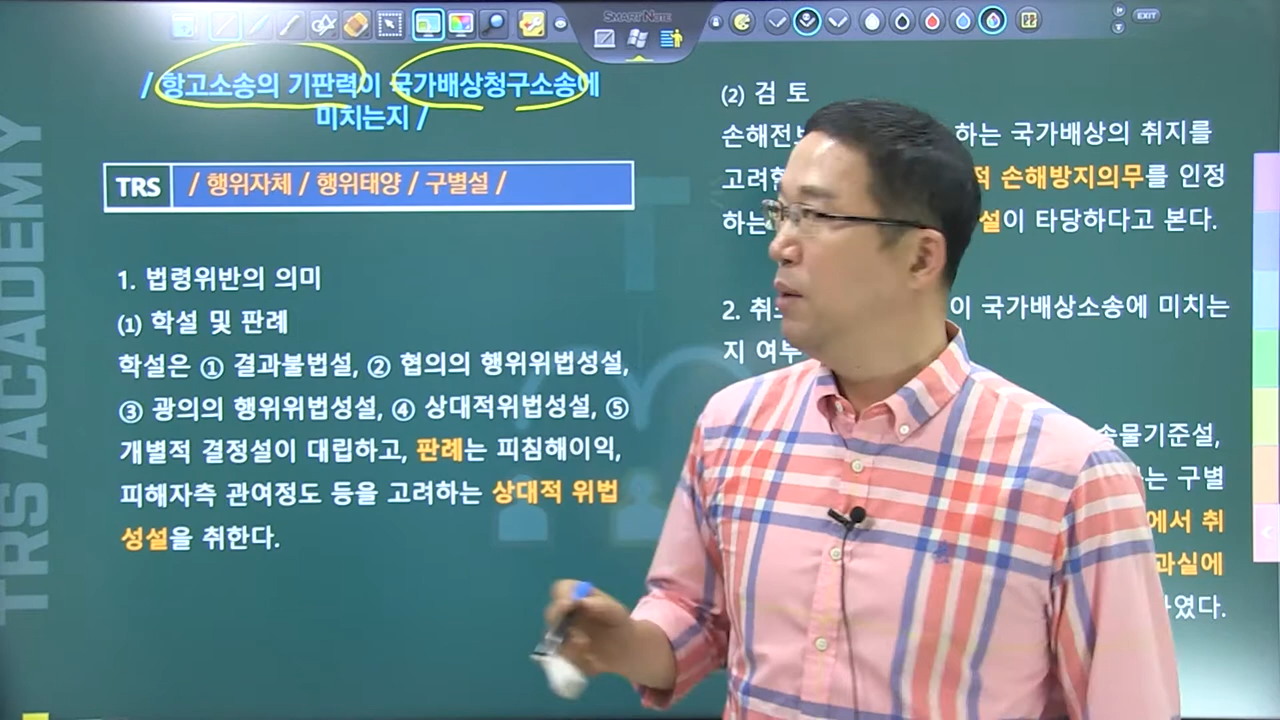 SMART NOTE
EXIT
/ 항고소송의 기판력이 국가배상청구소송에
미치는지 /
TRS / 행위자체 / 행위태양 / 구별설 /
1. 법령위반의 의미
(1) 학설 및 판례
학설은 ① 결과불법설, ② 협의의 행위위법성설,
③ 광의의 행위위법성설, ④ 상대적위법성설, ⑤
개별적 결정설이 대립하고, 판례는 피침해이익,
피해자측 관여정도 등을 고려하는 상대적 위법
성설을 취한다.
(2) 검 토
하는 국가배상의 취지를
적 손해방지의무를 인정
하는 설이 타당하다고 본다.
2. 이 국가배상소송에 미치는
지 여부
송물기준설,
는 구별
에서 취
과실에
하였다.
TRS ACADEMY